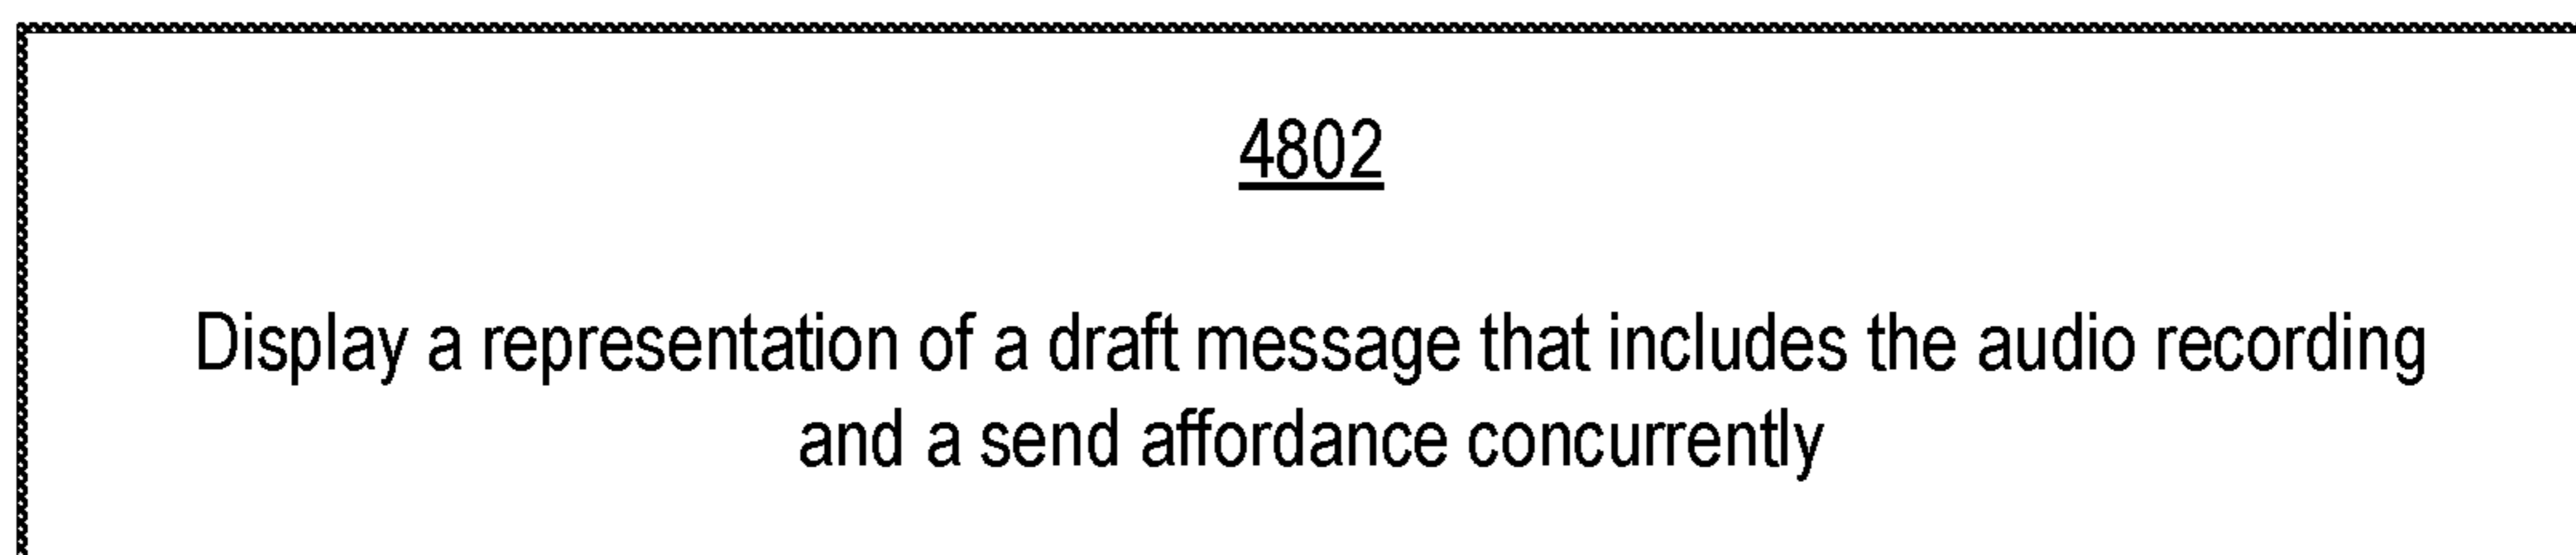 4802
Display a representation of a draft message that includes the audio recording
and a send affordance concurrently